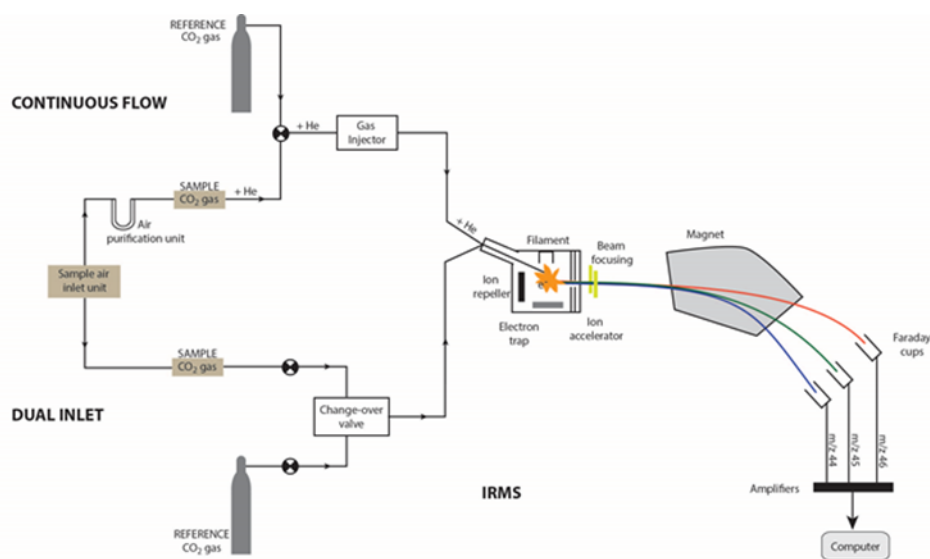 REFERENCE
CO2 gas
CONTINUOUS FLOW
+ He
Gas
Injector
SAMPLE
CO2 gas
+ He
Air
purification unit
+ He
Sample air
inlet unit
Filament
Beam
focusing
Magnet
Ion
repeller
e-
Electron
trap
Ion
accelerator
Faraday
cups
SAMPLE
CO2 gas
DUAL INLET
Change-over
valve
m/z 44
m/z 45
m/z 46
IRMS
Amplifiers
REFERENCE
CO2 gas
Computer